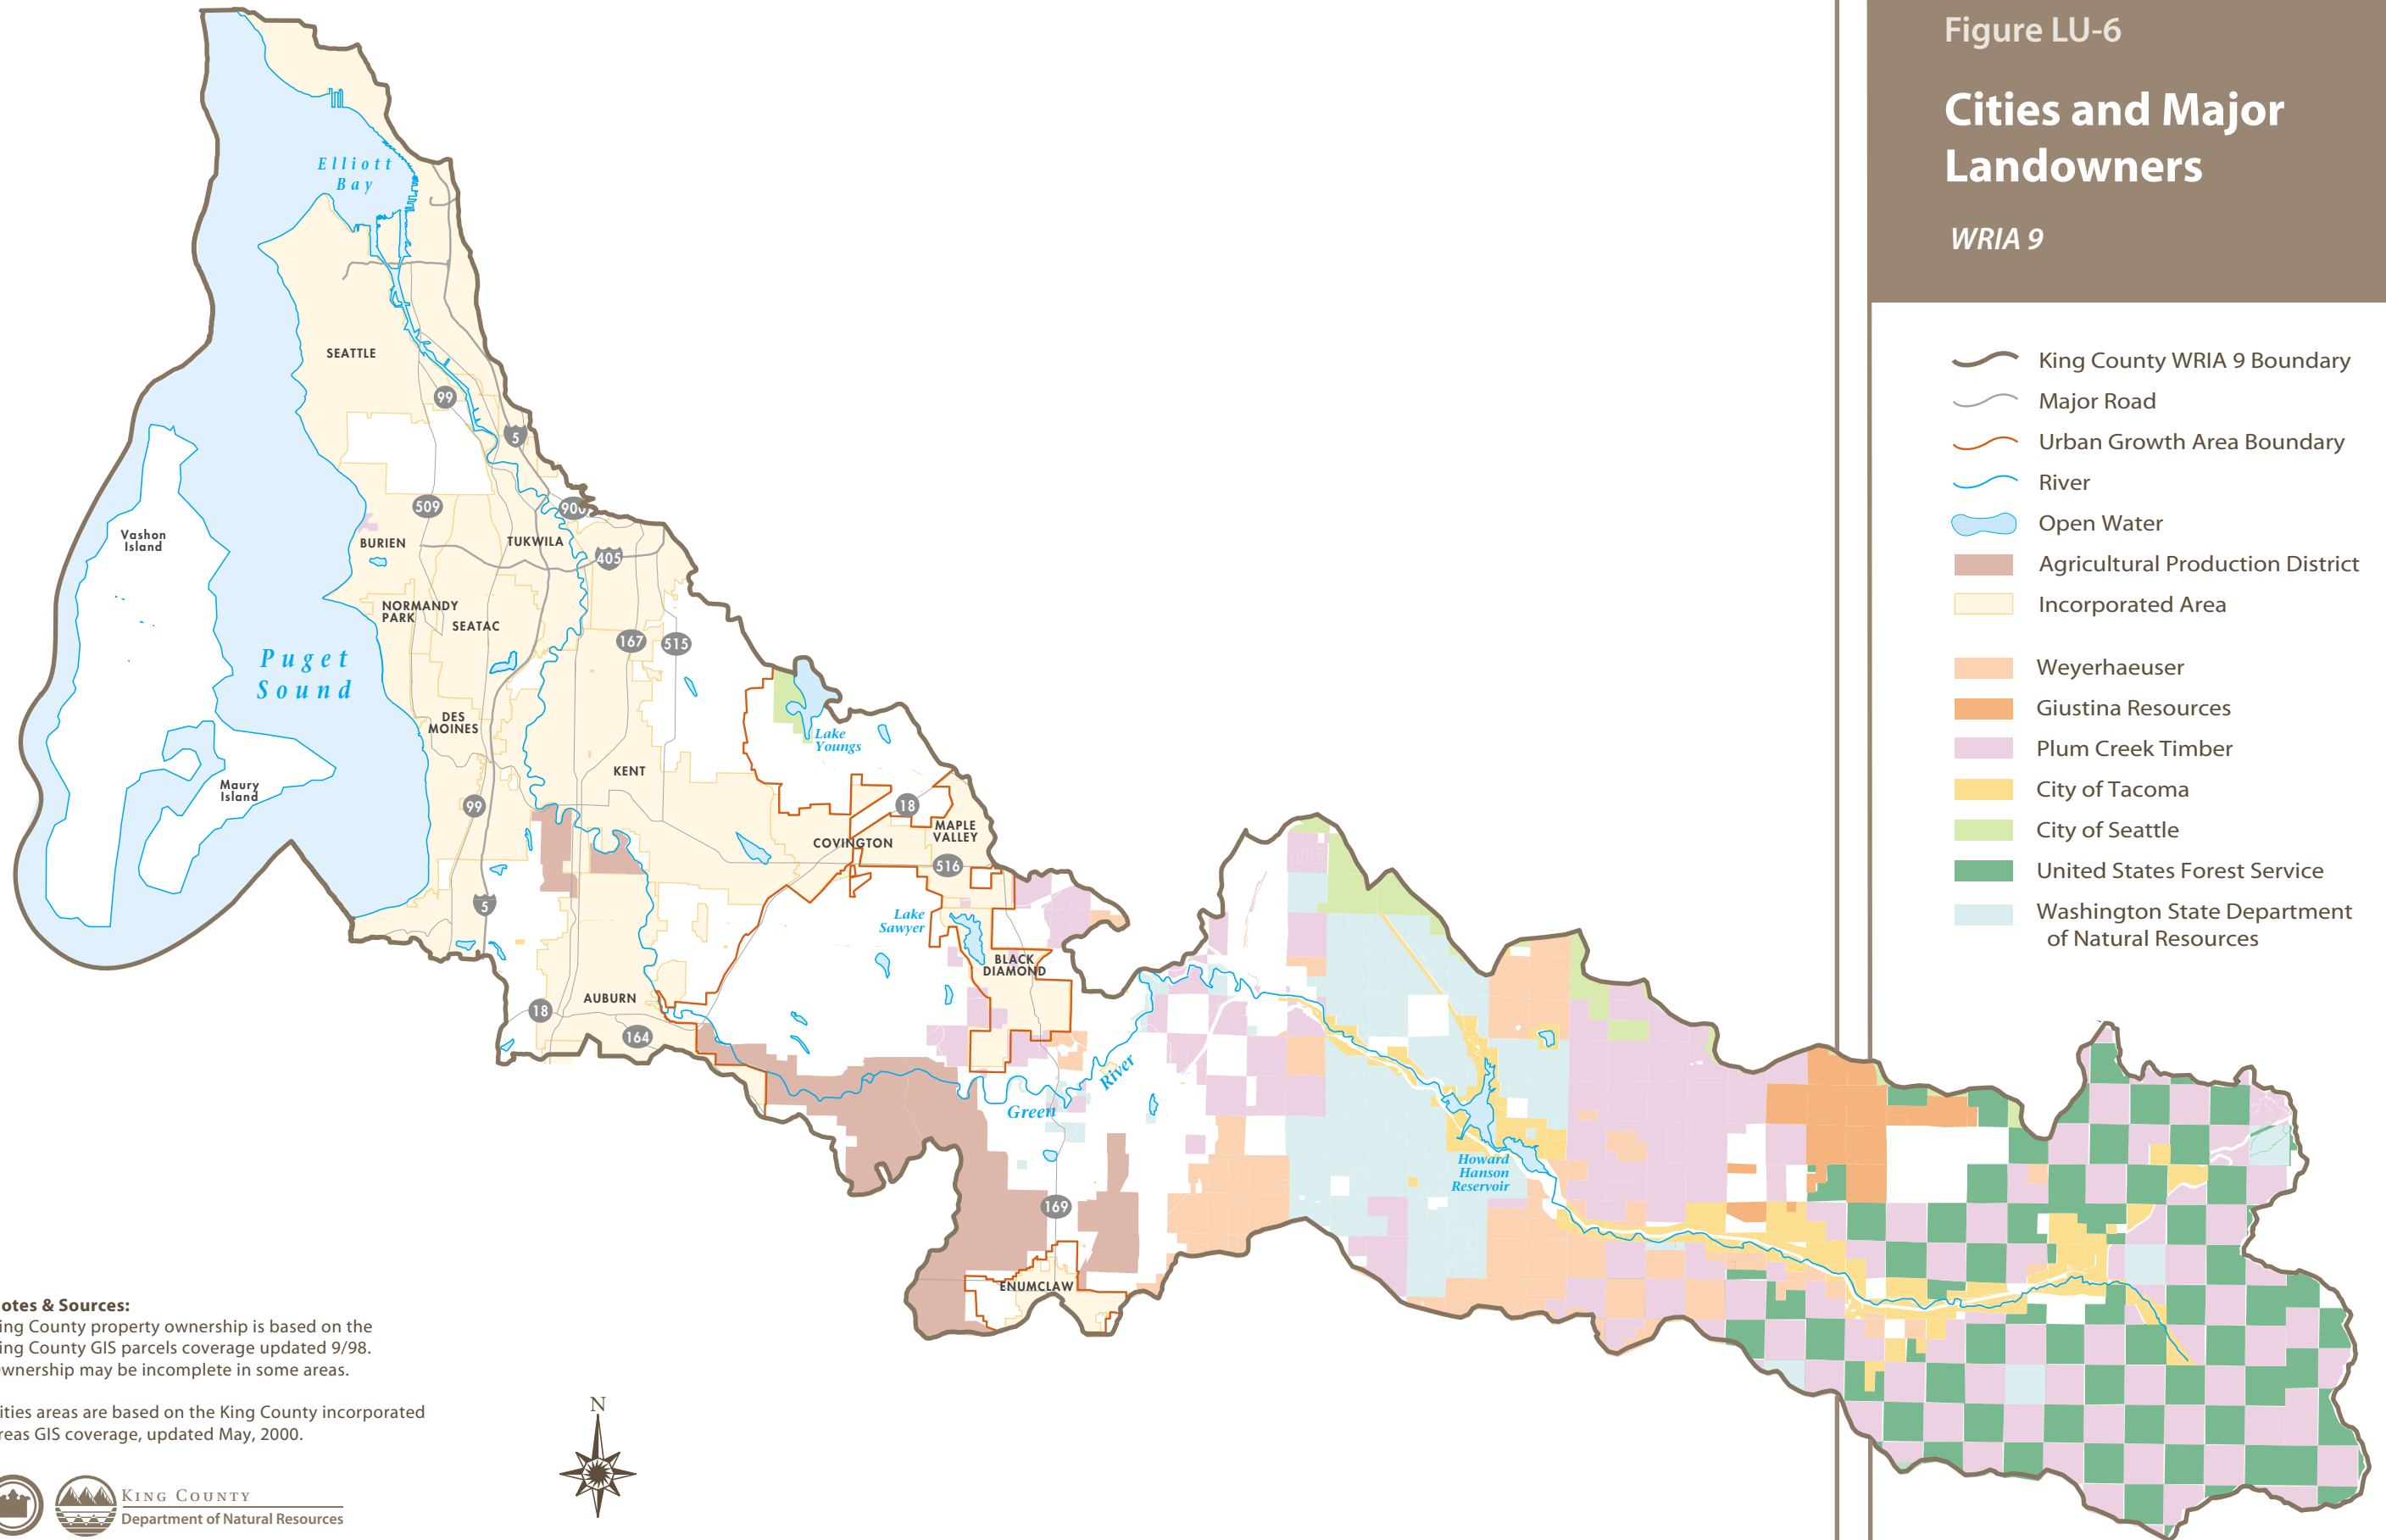 Figure LU-6
Cities and Major
Landowners
WRIA 9
King County WRIA 9 Boundary
Major Road
Urban Growth Area Boundary
River
Open Water
Agricultural Production District
Incorporated Area
Weyerhaeuser
Giustina Resources
Plum Creek Timber
City of Tacoma
City of Seattle
United States Forest Service
Washington State Department
of Natural Resources
Elliott
Bay
SEATTLE
99
5
509
900
Vashon
Island
BURIEN
TUKWILA
405
NORMANDY
PARK
SEATAC
167
515
Puget
Sound
DES
MOINES
Lake
Youngs
KENT
Maury
Island
99
18
MAPLE
VALLEY
COVINGTON
516
5
Lake
Sawyer
BLACK
DIAMOND
AUBURN
18
164
River
Green
Howard
Hanson
Reservoir
169
ENUMCLAW
otes & Sources:
ing County property ownership is based on the
ing County GIS parcels coverage updated 9/98.
wnership may be incomplete in some areas.
ities areas are based on the King County incorporated
reas GIS coverage, updated May, 2000.
N
KING COUNTY
Department of Natural Resources